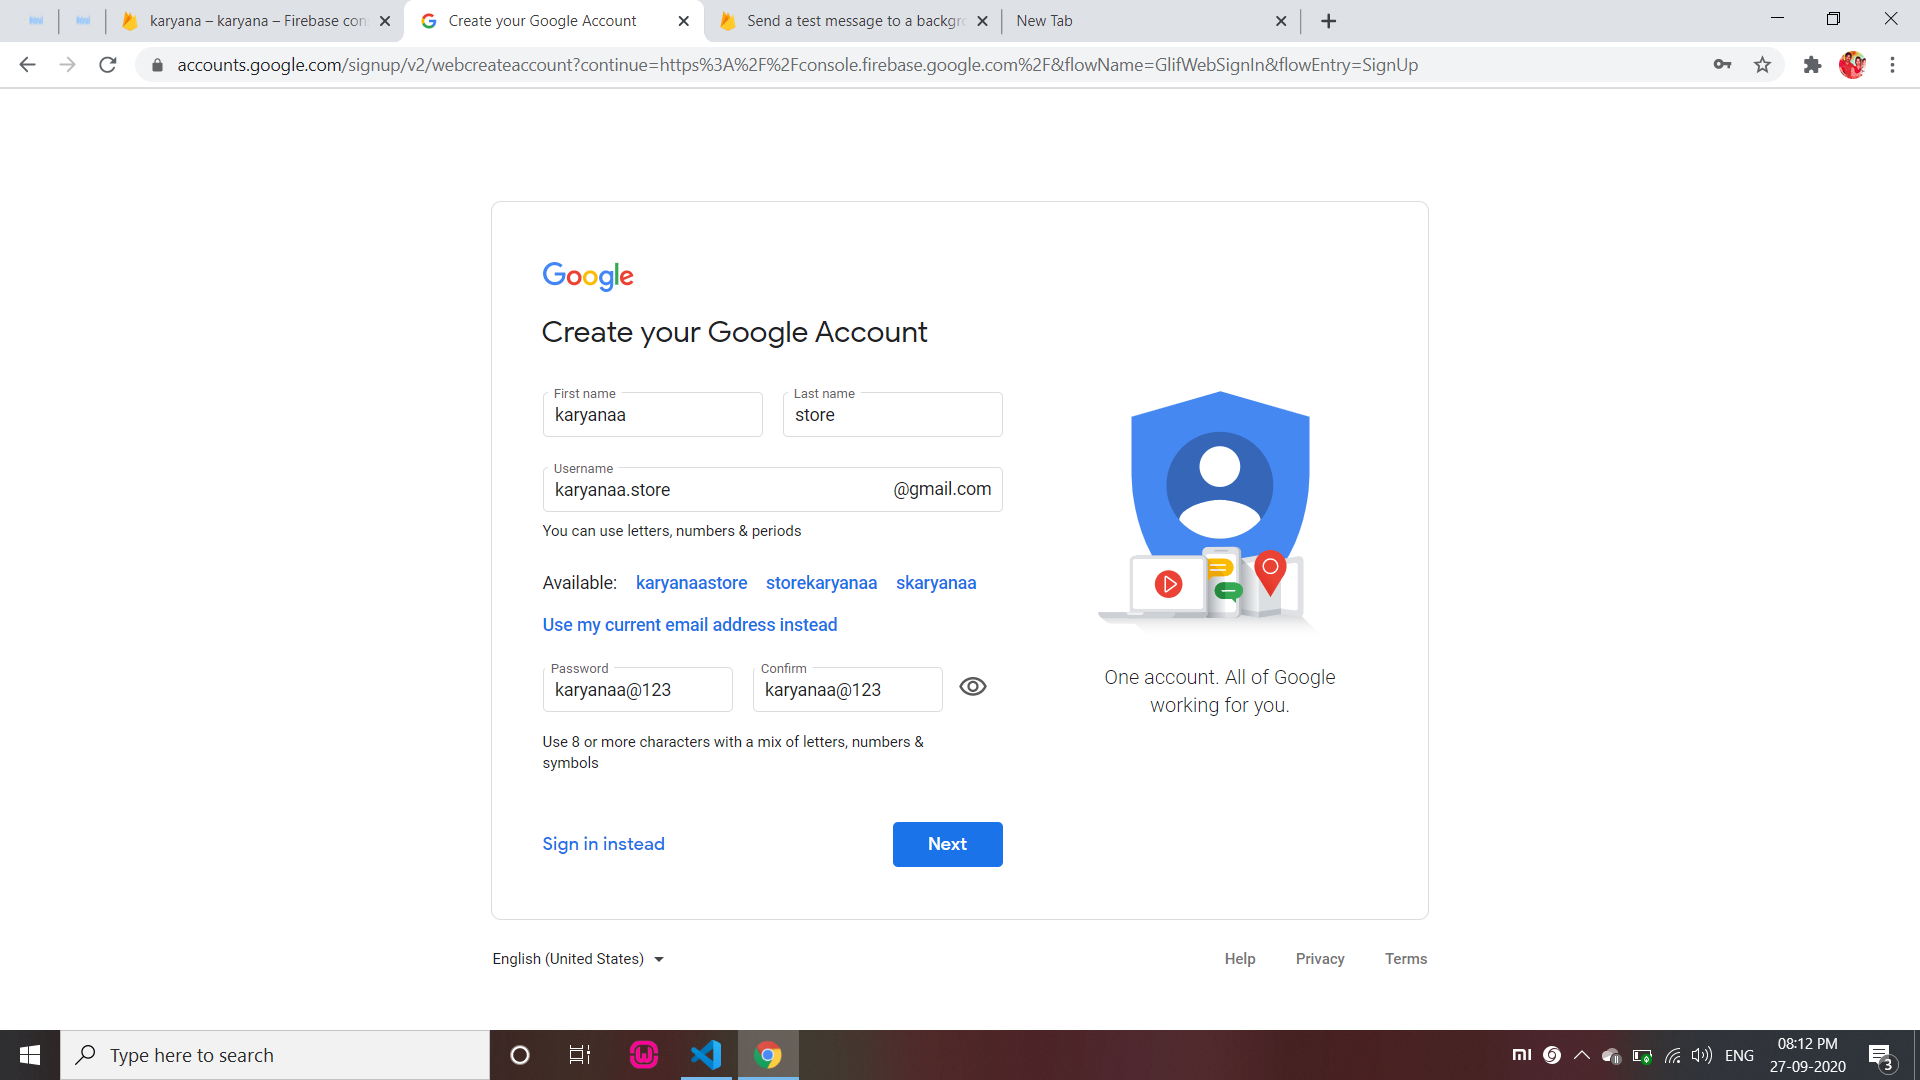 karyana – karyana – Firebase con
Create your Google Account
Send a test message to a backgro
New Tab
accounts.google.com/signup/v2/webcreateaccount?continue=https%3A%2F%2Fconsole.firebase.google.com%2F&flowName=GlifWebSignIn&flowEntry=SignUp
Google
Create your Google Account
First name
Last name
karyanaa
store
Username
karyanaa.store
@gmail.com
You can use letters, numbers & periods
Available: karyanaastore storekaryanaa skaryanaa
Use my current email address instead
Password
Confirm
karyanaa@123
karyanaa@123
Use 8 or more characters with a mix of letters, numbers &
symbols
Sign in instead
Next
One account. All of Google
working for you.
English (United States)
Help
Privacy
Terms
Type here to search
ENG
08:12 PM
27-09-2020
3